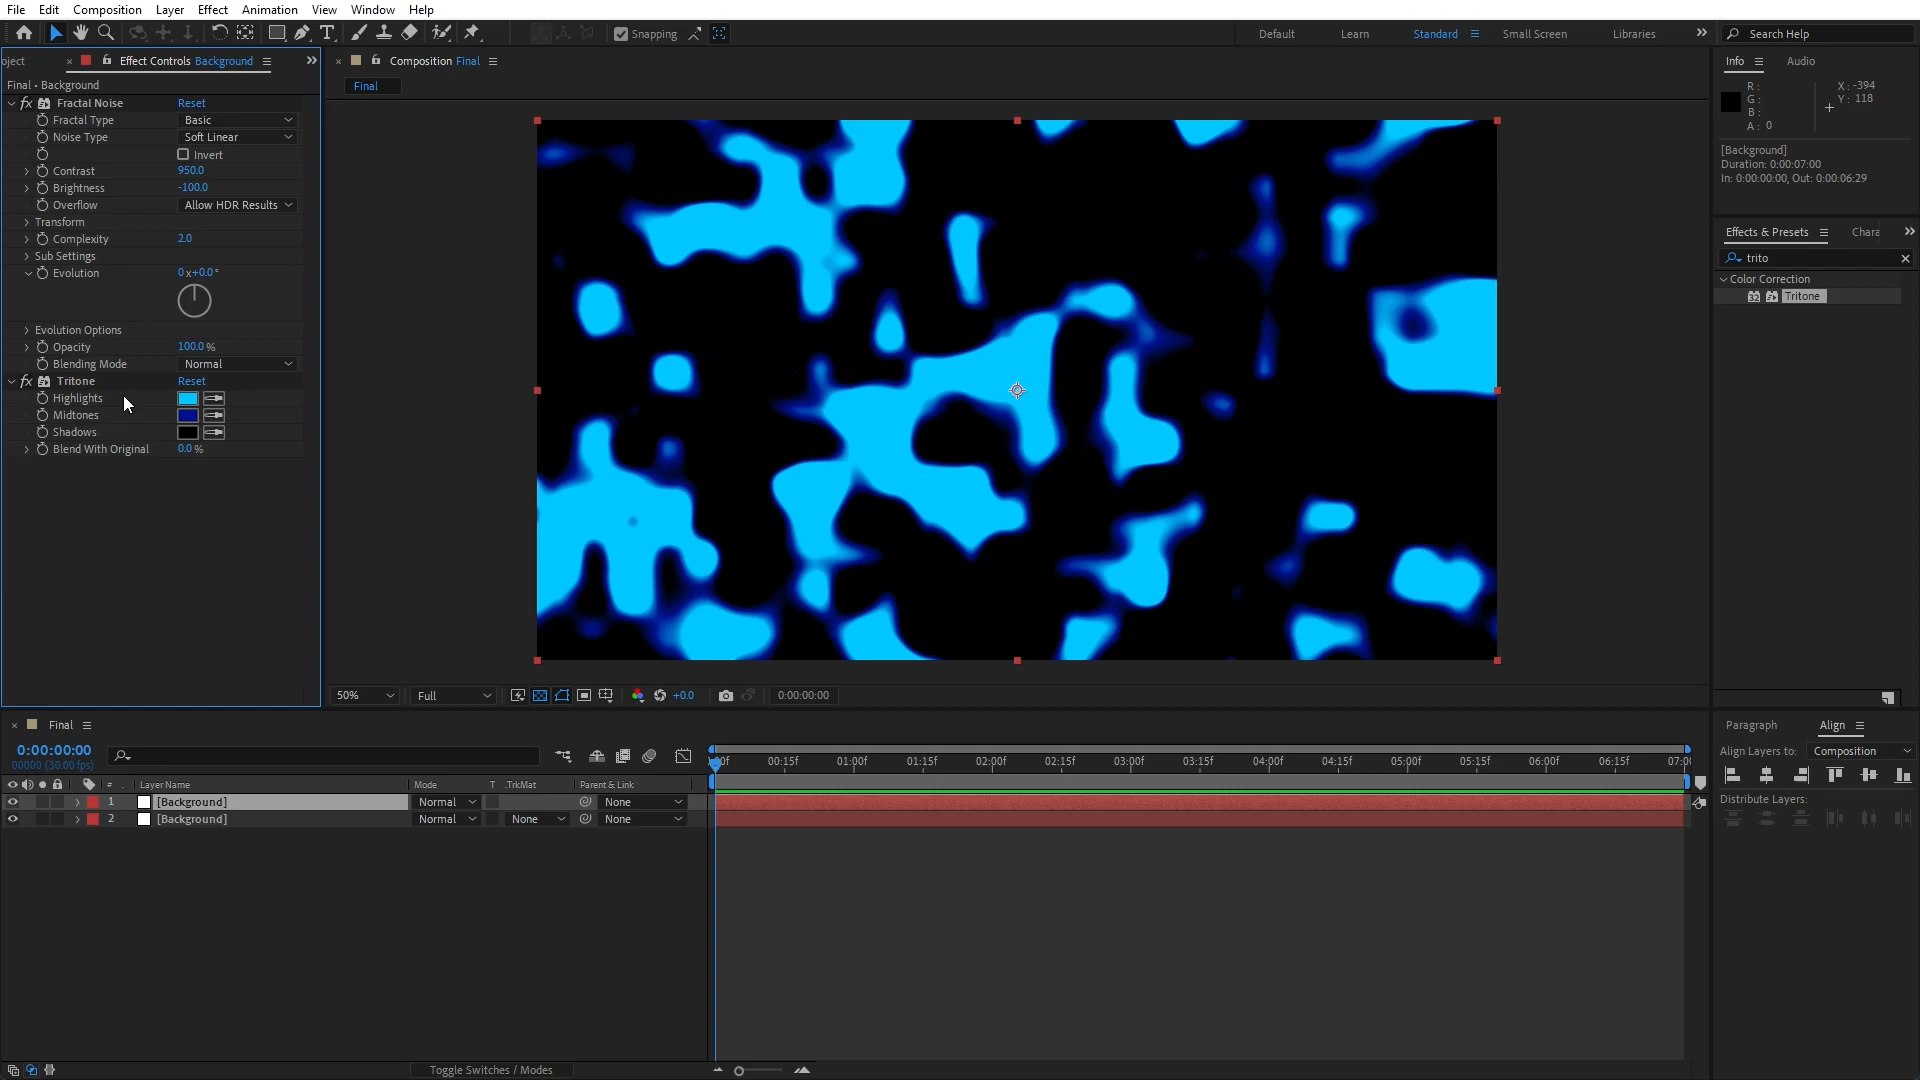 File Edit Composition Layer Effect Animation View Window Help
Snapping
Default Learn Standard Small Screen Libraries Search Help
oject Effect Controls Background
Composition Final
Info Audio
Final • Background
Final
R :
G :
B :
A : 0
X : -394
Y : 118
fx Fractal Noise Reset
Fractal Type Basic
Noise Type Soft Linear
Invert
Contrast 950.0
Brightness -100.0
Overflow Allow HDR Results
Transform
Complexity 2.0
Sub Settings
Evolution 0 x+0.0 °
Evolution Options
Opacity 100.0 %
Blending Mode Normal
fx Tritone Reset
Highlights
Midtones
Shadows
Blend With Original 0.0 %
[Background]
Duration: 0:00:07:00
In: 0:00:00:00, Out: 0:00:06:29
Effects & Presets Chara
trito
Color Correction
32 Tritone
50% Full +0.0 0:00:00:00
Final
0:00:00:00
00000 (30.00 fps)
00f 00:15f 01:00f 01:15f 02:00f 02:15f 03:00f 03:15f 04:00f 04:15f 05:00f 05:15f 06:00f 06:15f 07:00
# Layer Name Mode T .TrkMat Parent & Link
1 [Background] Normal None
2 [Background] Normal None None
Toggle Switches / Modes
Paragraph Align
Align Layers to: Composition
Distribute Layers: